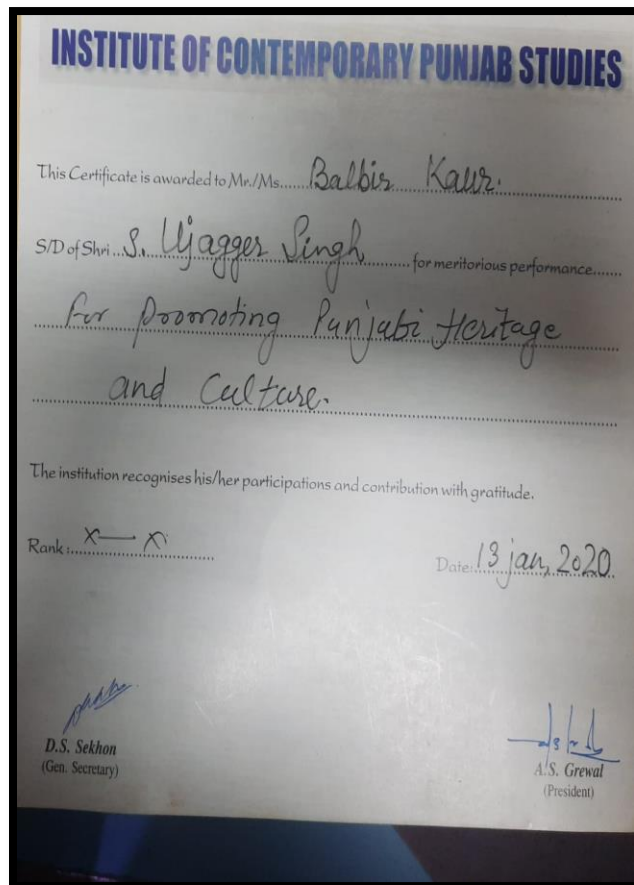 INSTITUTE OF CONTEMPORARY PUNJAB STUDIES
This Certificate is awarded to Mr./Ms...... Balbir Kaur.
S/D of Shri... S. Ujagger Singh ............ for meritorious performance.......
for promoting Punjabi Heritage
and Culture.
The institution recognises his/her participations and contribution with gratitude.
Rank :...... X — X
Date: 13 jan, 2020
D.S. Sekhon
A.S. Grewal
(Gen. Secretary)
(President)